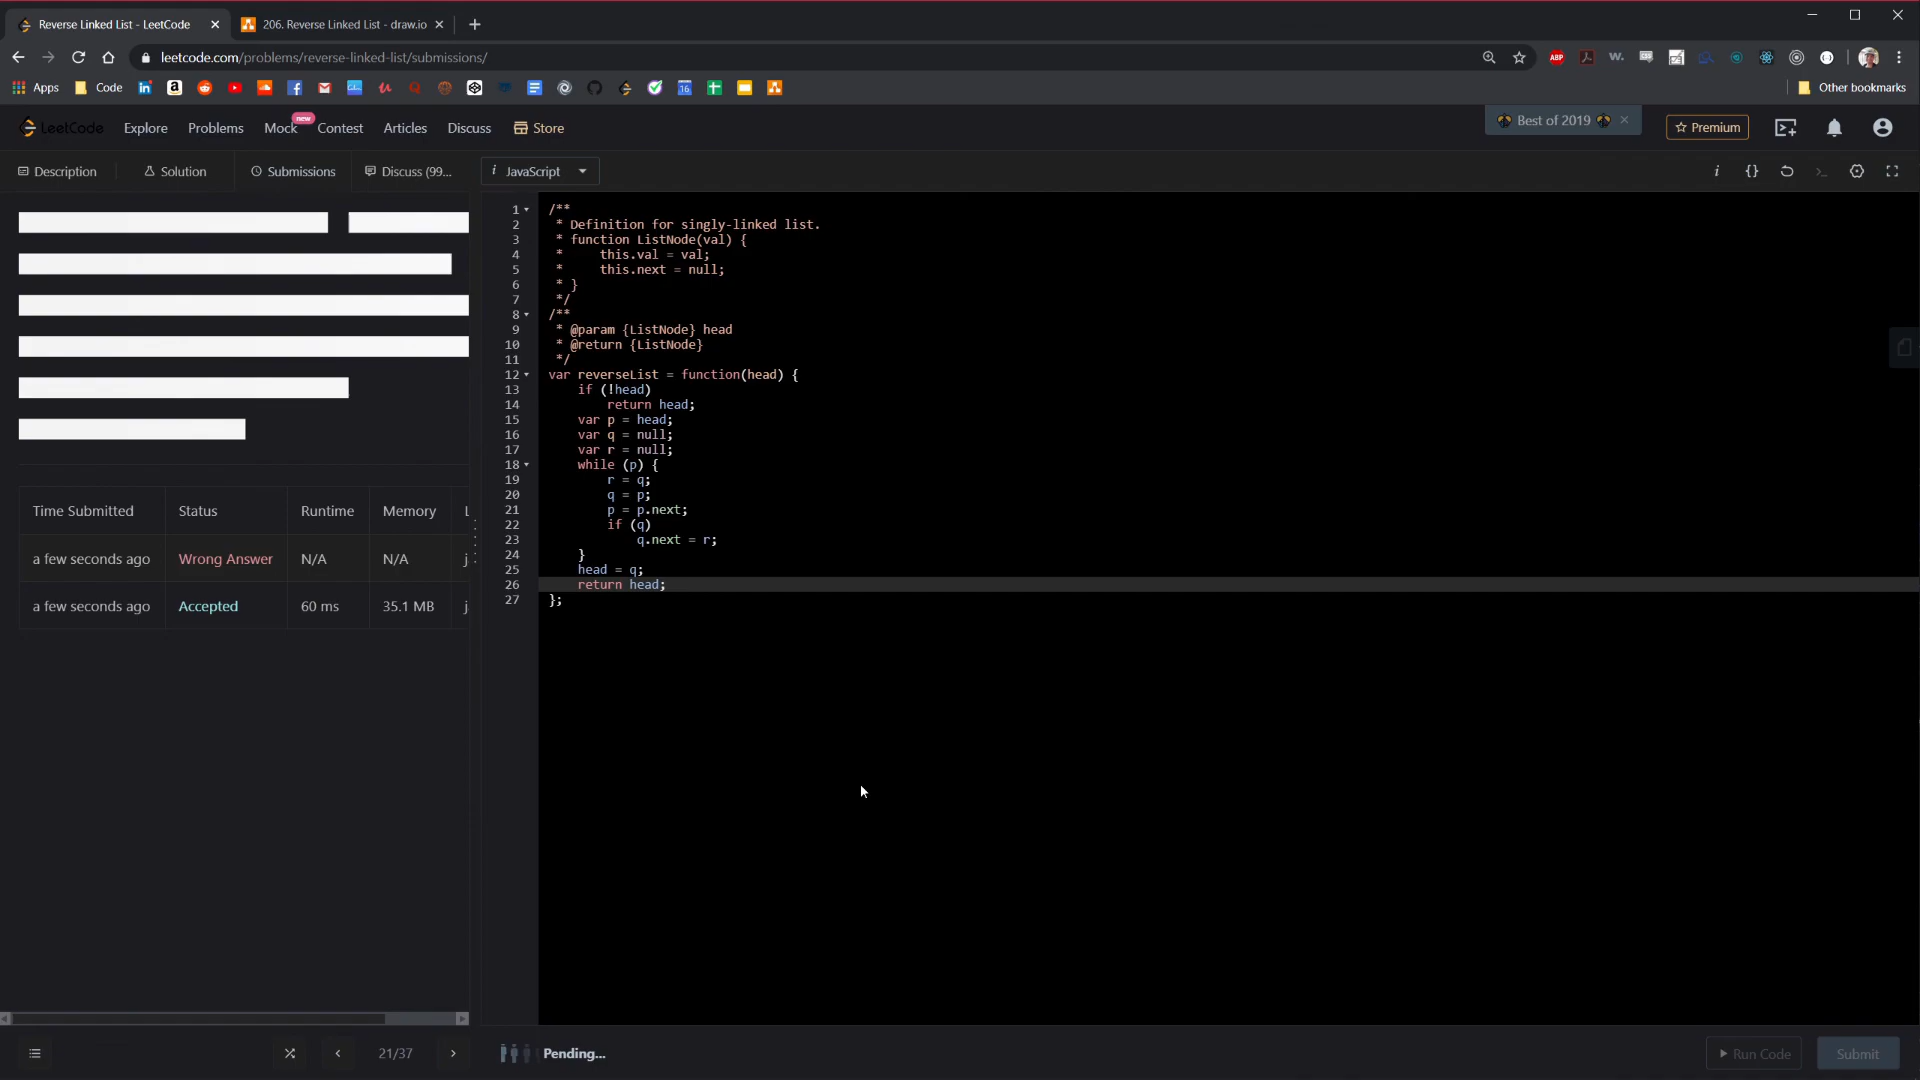 Reverse Linked List - LeetCode
206. Reverse Linked List - draw.io
leetcode.com/problems/reverse-linked-list/submissions/
ABP
W.
Apps
Code
16
Other bookmarks
LeetCode
Explore
Problems
Mock
new
Contest
Articles
Discuss
Store
Best of 2019
Premium
Description
Solution
Submissions
Discuss (99...
i JavaScript
i {}
1 /**
2 * Definition for singly-linked list.
3 * function ListNode(val) {
4 *     this.val = val;
5 *     this.next = null;
6 * }
7 */
8 /**
9 * @param {ListNode} head
10 * @return {ListNode}
11 */
12 var reverseList = function(head) {
13     if (!head)
14         return head;
15     var p = head;
16     var q = null;
17     var r = null;
18     while (p) {
19         r = q;
20         q = p;
21         p = p.next;
22         if (q)
23             q.next = r;
24     }
25     head = q;
26     return head;
27 };
Time Submitted Status Runtime Memory L
a few seconds ago Wrong Answer N/A N/A j
a few seconds ago Accepted 60 ms 35.1 MB j
21/37
Pending...
Run Code
Submit